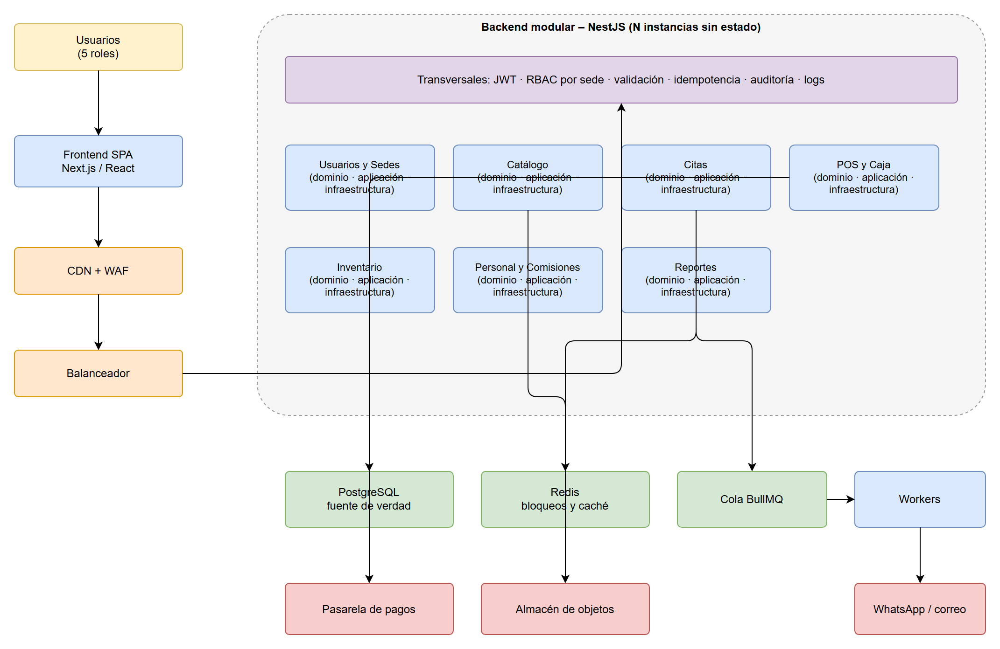 Usuarios
(5 roles)
Frontend SPA
Next.js / React
CDN + WAF
Balanceador
Backend modular – NestJS (N instancias sin estado)
Transversales: JWT · RBAC por sede · validación · idempotencia · auditoría · logs
Usuarios y Sedes
(dominio · aplicación ·
infraestructura)
Catálogo
(dominio · aplicación ·
infraestructura)
Citas
(dominio · aplicación ·
infraestructura)
POS y Caja
(dominio · aplicación ·
infraestructura)
Inventario
(dominio · aplicación ·
infraestructura)
Personal y Comisiones
(dominio · aplicación ·
infraestructura)
Reportes
(dominio · aplicación ·
infraestructura)
PostgreSQL
fuente de verdad
Redis
bloqueos y caché
Cola BullMQ
Workers
Pasarela de pagos
Almacén de objetos
WhatsApp / correo